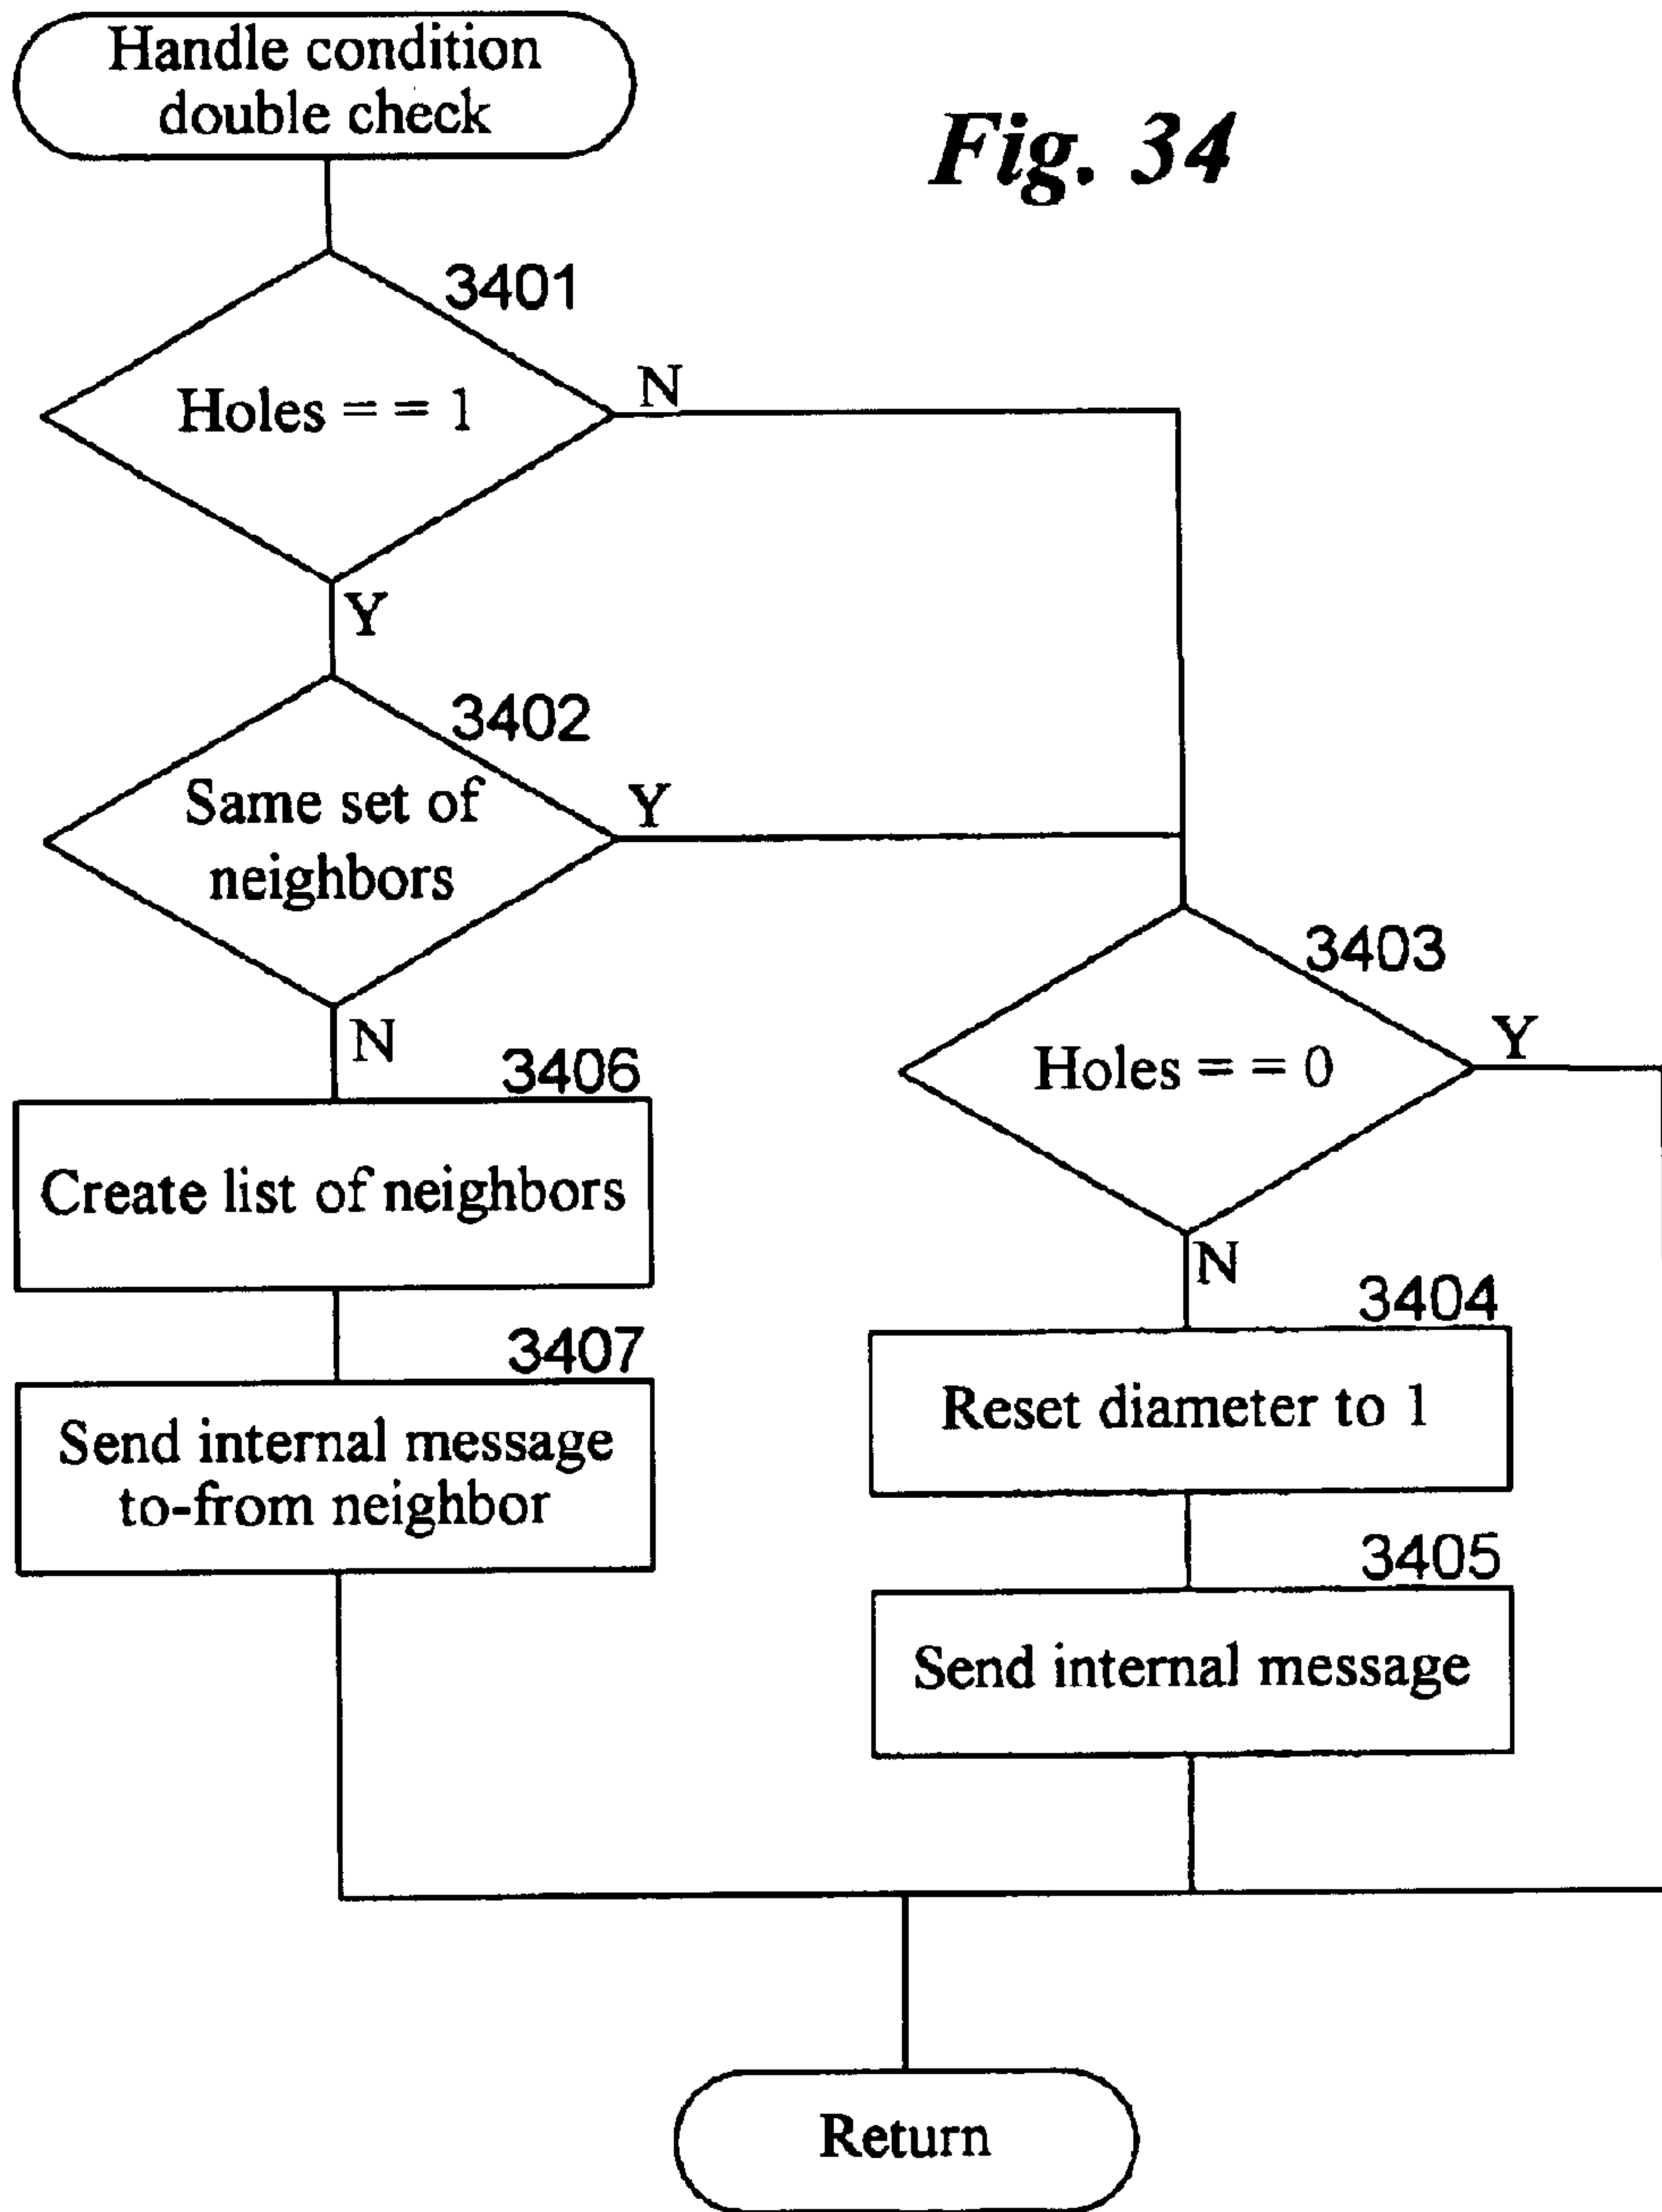 Handle condition
double check
Fig. 34
3401
Holes = = 1
N
Y
3402
Same set of
neighbors
Y
N
3403
Holes = = 0
Y
N
3406
Create list of neighbors
3404
Reset diameter to 1
3407
Send internal message
to-from neighbor
3405
Send internal message
Return